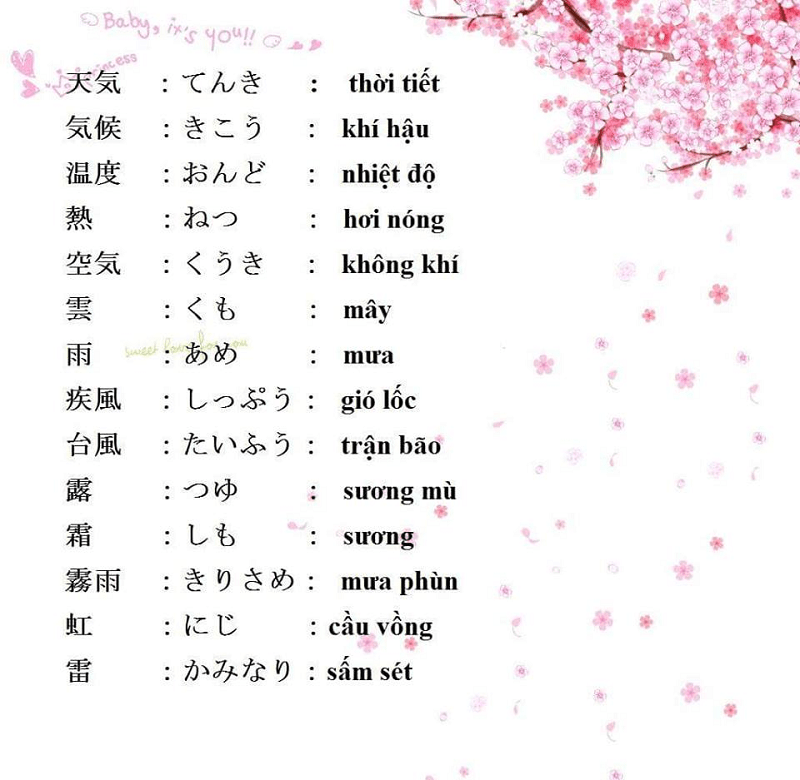 Baby, it's you!!
Princess
天気 : てんき : thời tiết
気候 : きこう : khí hậu
温度 : おんど : nhiệt độ
熱 : ねつ : hơi nóng
空気 : くうき : không khí
雲 : くも : mây
雨 : あめ : mưa
sweet love for you
疾風 : しっぷう : gió lốc
台風 : たいふう : trận bão
露 : つゆ : sương mù
霜 : しも : sương
霧雨 : きりさめ : mưa phùn
虹 : にじ : cầu vồng
雷 : かみなり : sấm sét